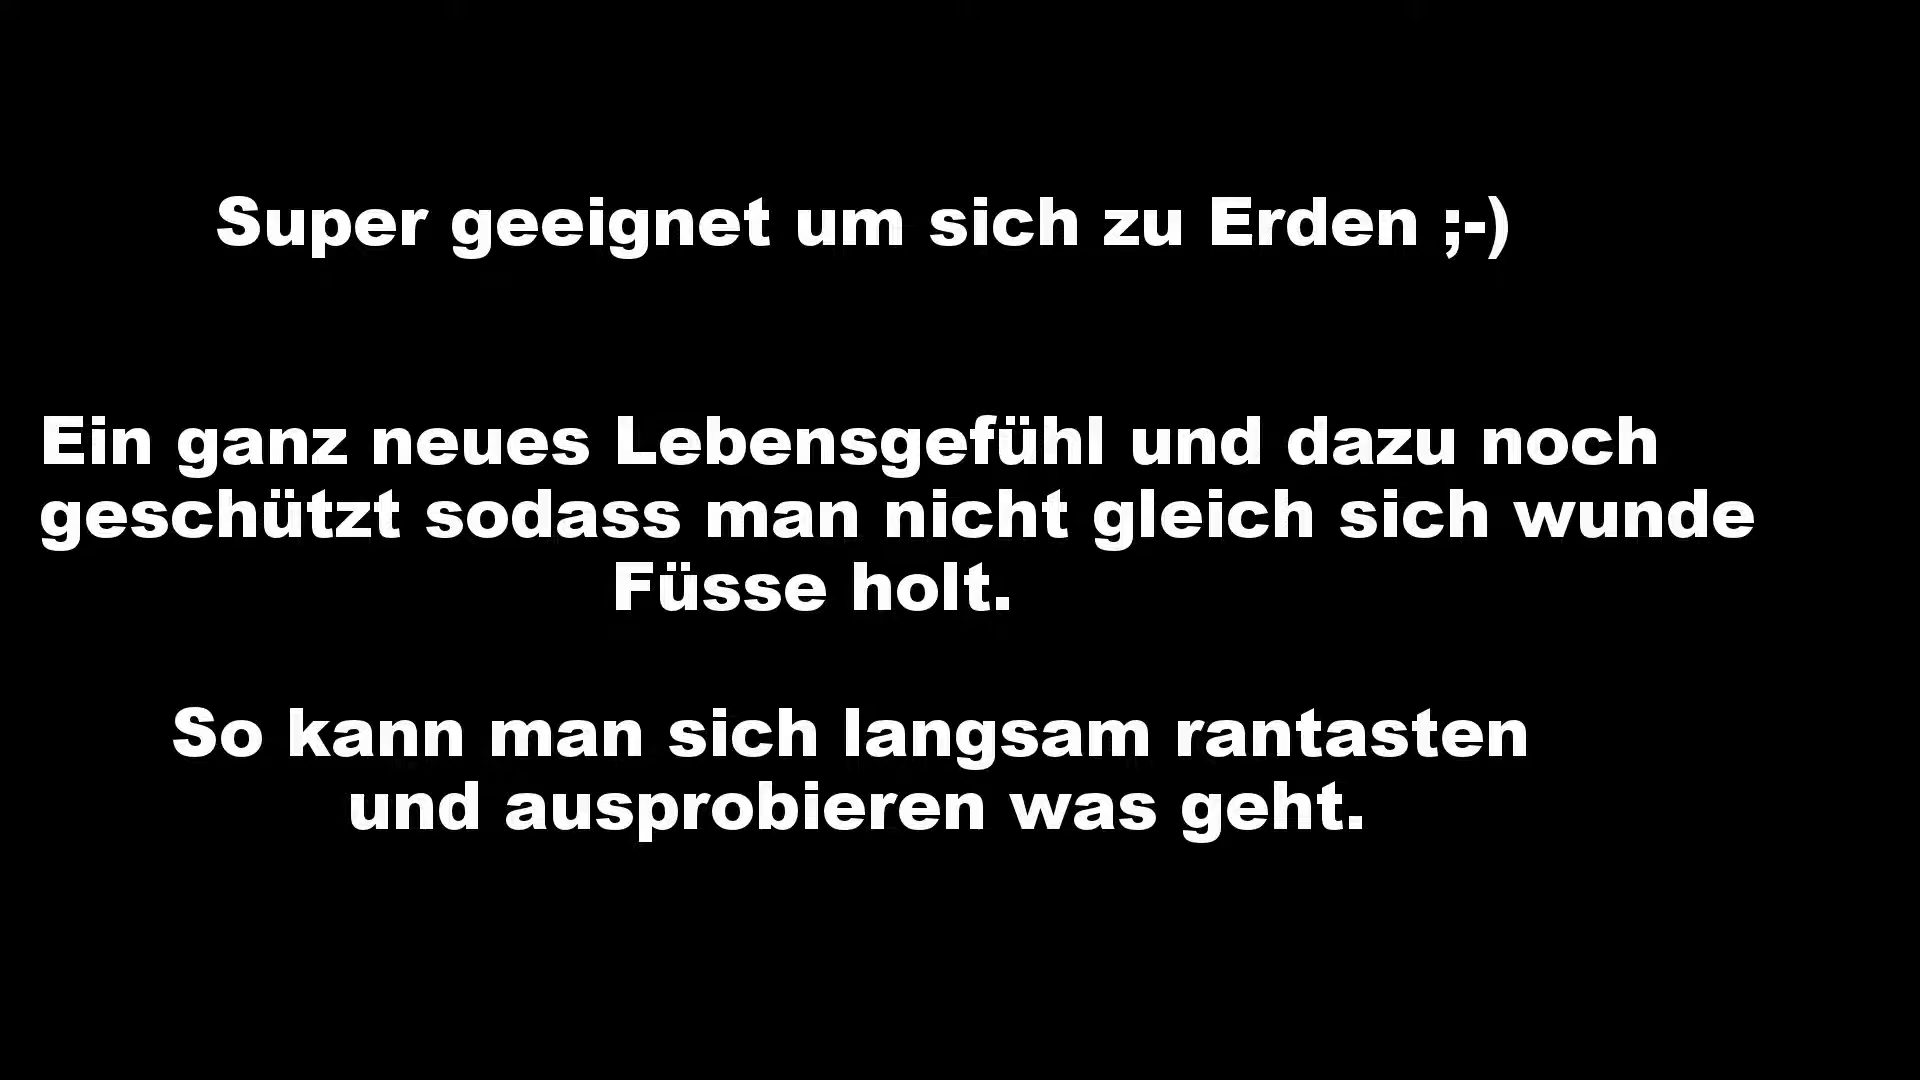 Super geeignet um sich zu Erden ;-)
Ein ganz neues Lebensgefühl und dazu noch
geschützt sodass man nicht gleich sich wunde
Füsse holt.
So kann man sich langsam rantasten
und ausprobieren was geht.